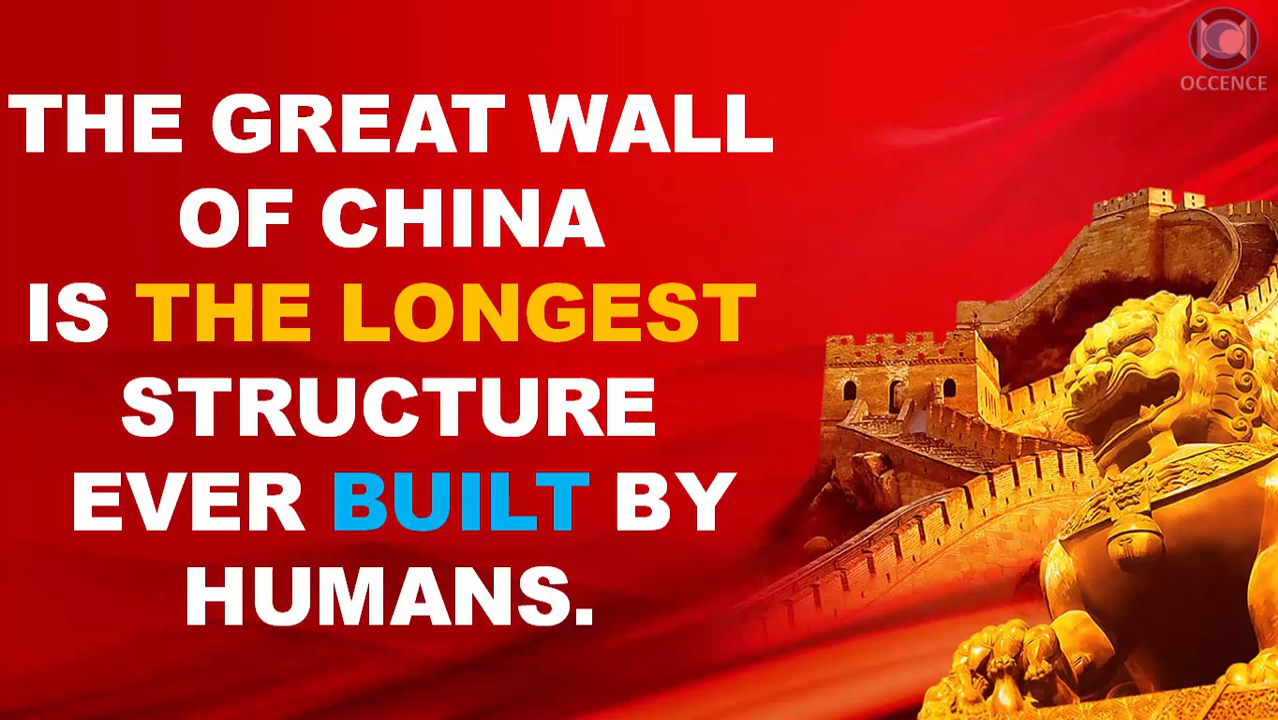 OCCENCE
THE GREAT WALL
OF CHINA
IS THE LONGEST
STRUCTURE
EVER BUILT BY
HUMANS.